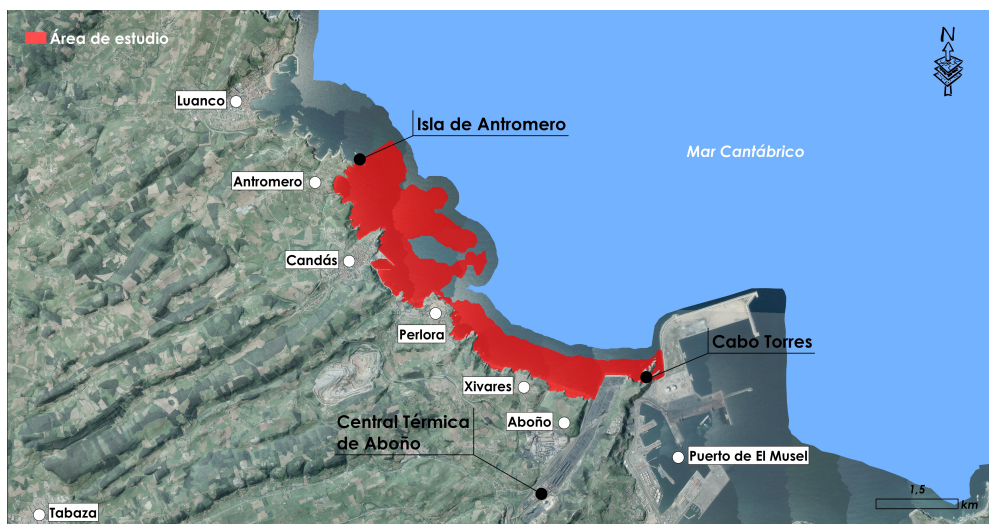 Área de estudio
N
Luanco
Isla de Antromero
Mar Cantábrico
Antromero
Candás
Perlora
Cabo Torres
Xivares
Central Térmica
de Aboño
Aboño
Puerto de El Musel
1,5
km
Tabaza